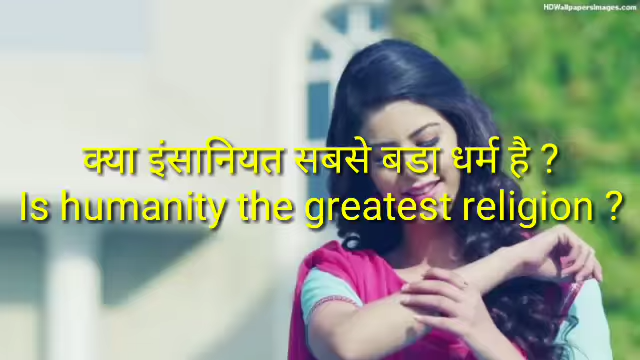 HDWallpapersImages.com
क्या इंसानियत सबसे बडा धर्म है ?
Is humanity the greatest religion ?